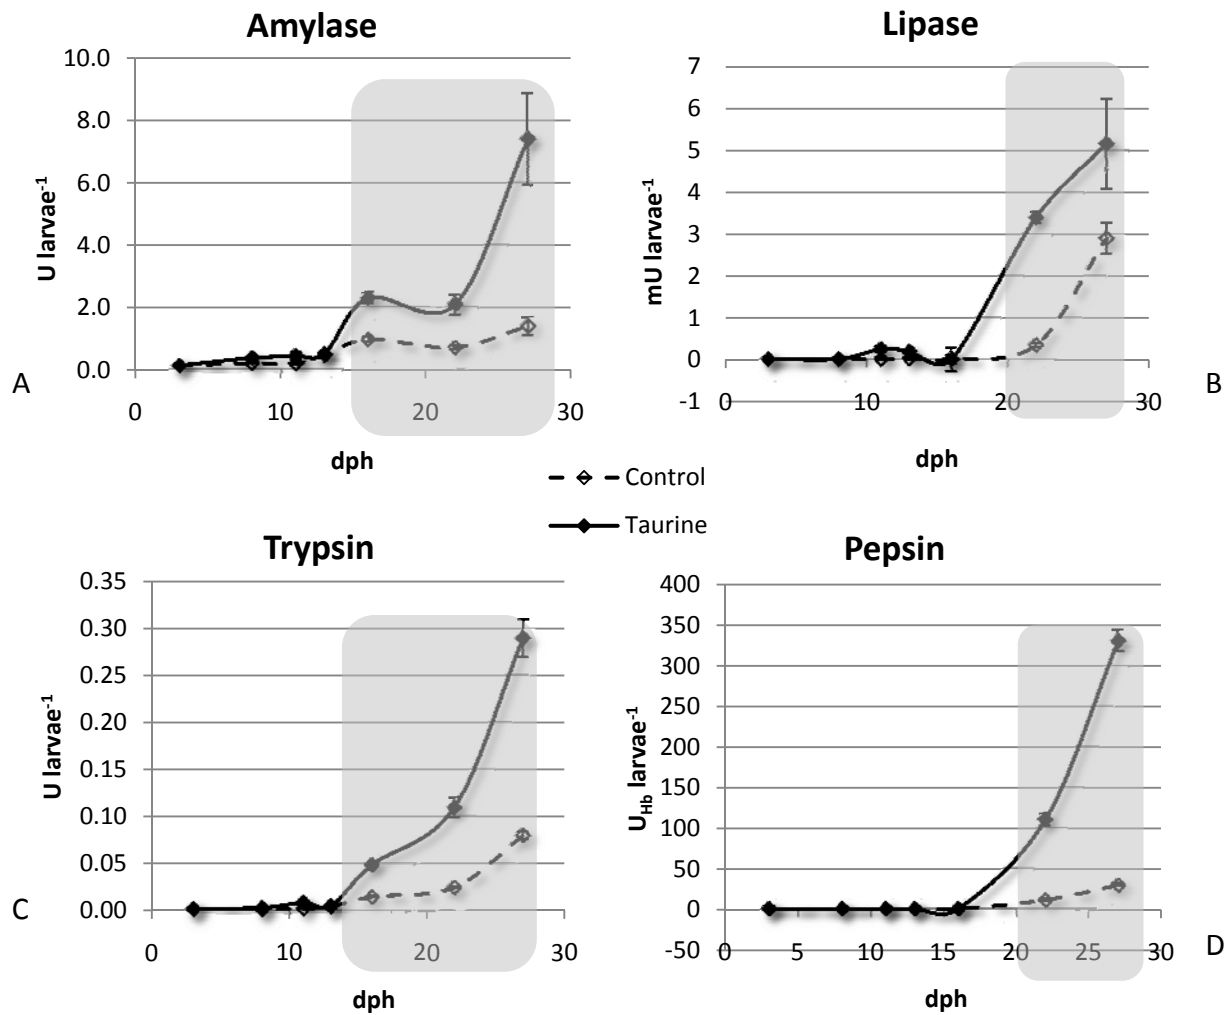 Amylase
10.0
8.0
6.0
4.0
2.0
0.0
U larvae-1
0 10 20 30
dph
A
Lipase
7
6
5
4
3
2
1
0
-1
mU larvae-1
0 10 20 30
dph
B
Control
Taurine
Trypsin
0.35
0.30
0.25
0.20
0.15
0.10
0.05
0.00
U larvae-1
0 10 20 30
dph
C
Pepsin
400
350
300
250
200
150
100
50
0
-50
UHb larvae-1
0 5 10 15 20 25 30
dph
D